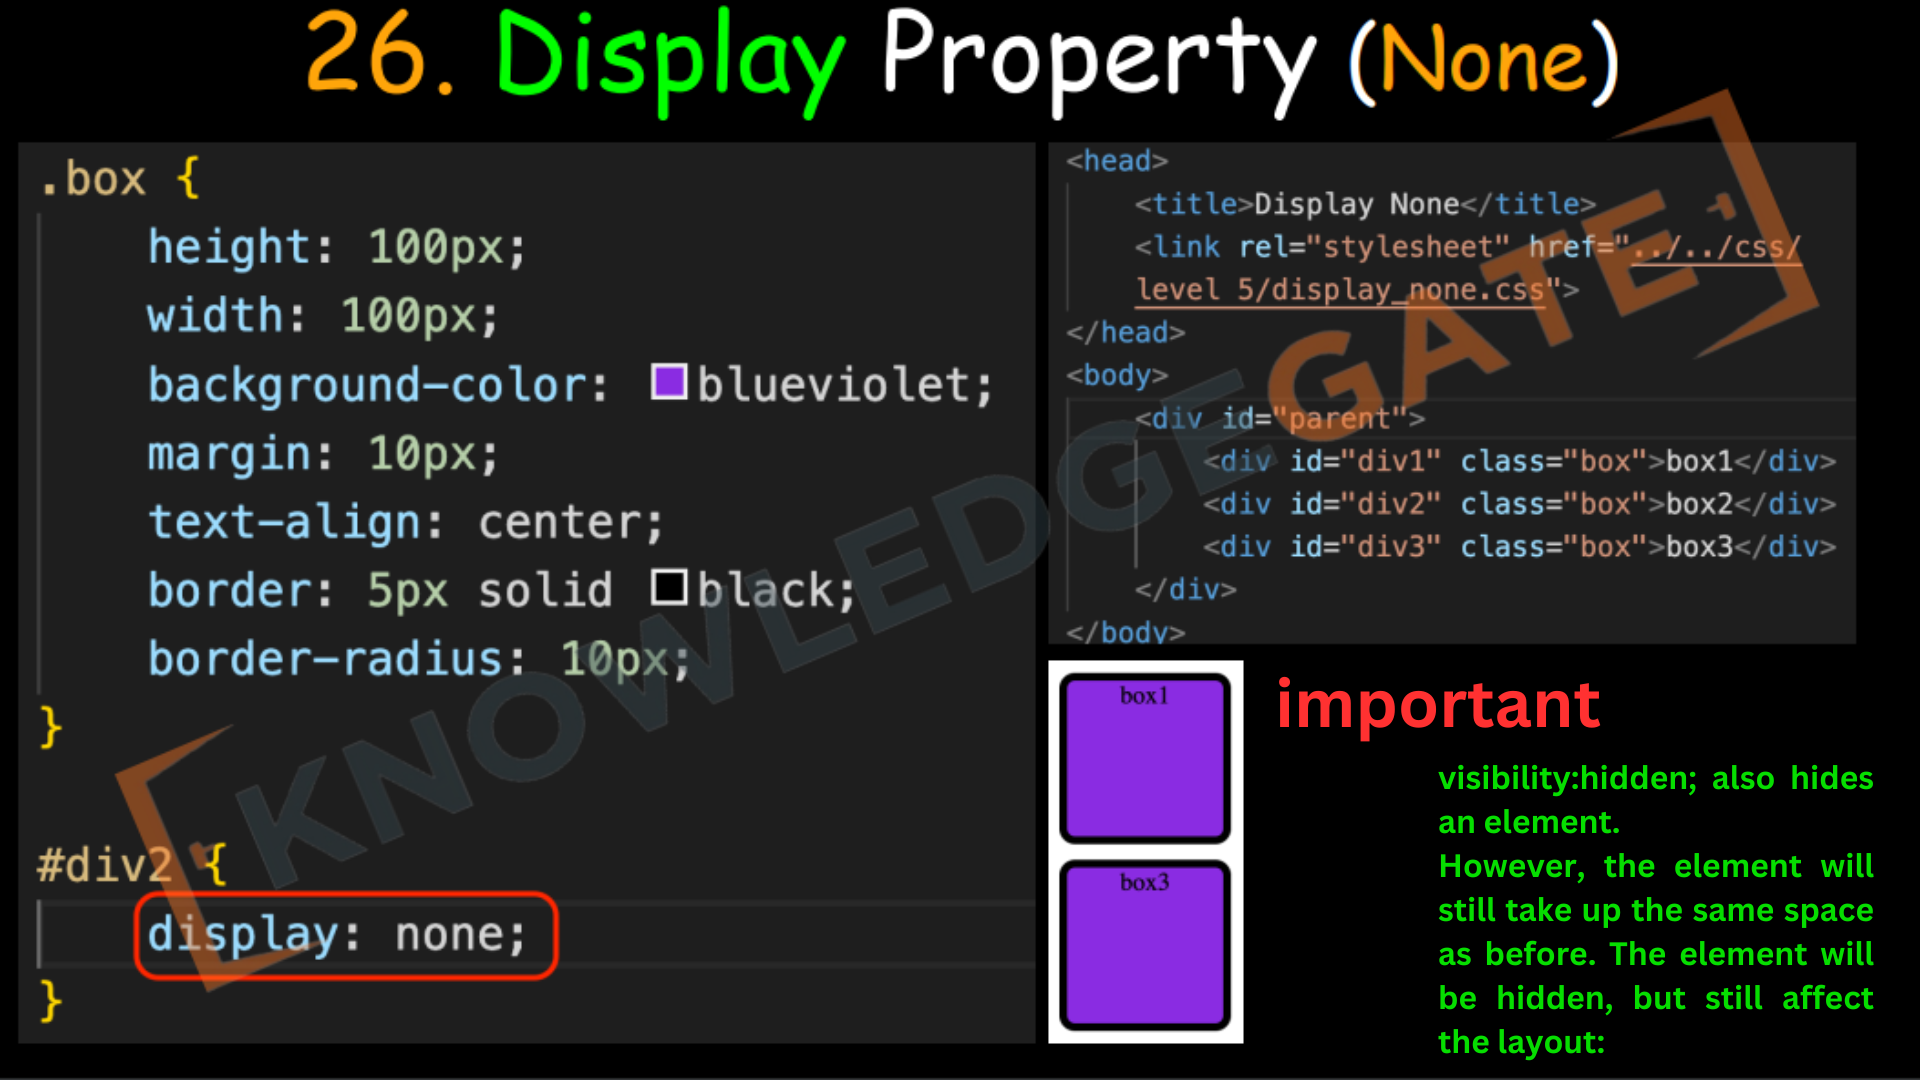 26. Display Property (None)
.box {
height: 100px;
width: 100px;
background-color: blueviolet;
margin: 10px;
text-align: center;
border: 5px solid black;
border-radius: 10px;
}
#div2 {
display: none;
}
<head>
<title>Display None</title>
<link rel="stylesheet" href="../../css/
level 5/display_none.css">
</head>
<body>
<div id="parent">
<div id="div1" class="box">box1</div>
<div id="div2" class="box">box2</div>
<div id="div3" class="box">box3</div>
</div>
</body>
box1
box3
important
visibility:hidden; also hides
an element.
However, the element will
still take up the same space
as before. The element will
be hidden, but still affect
the layout:
KNOWLEDGEGATE